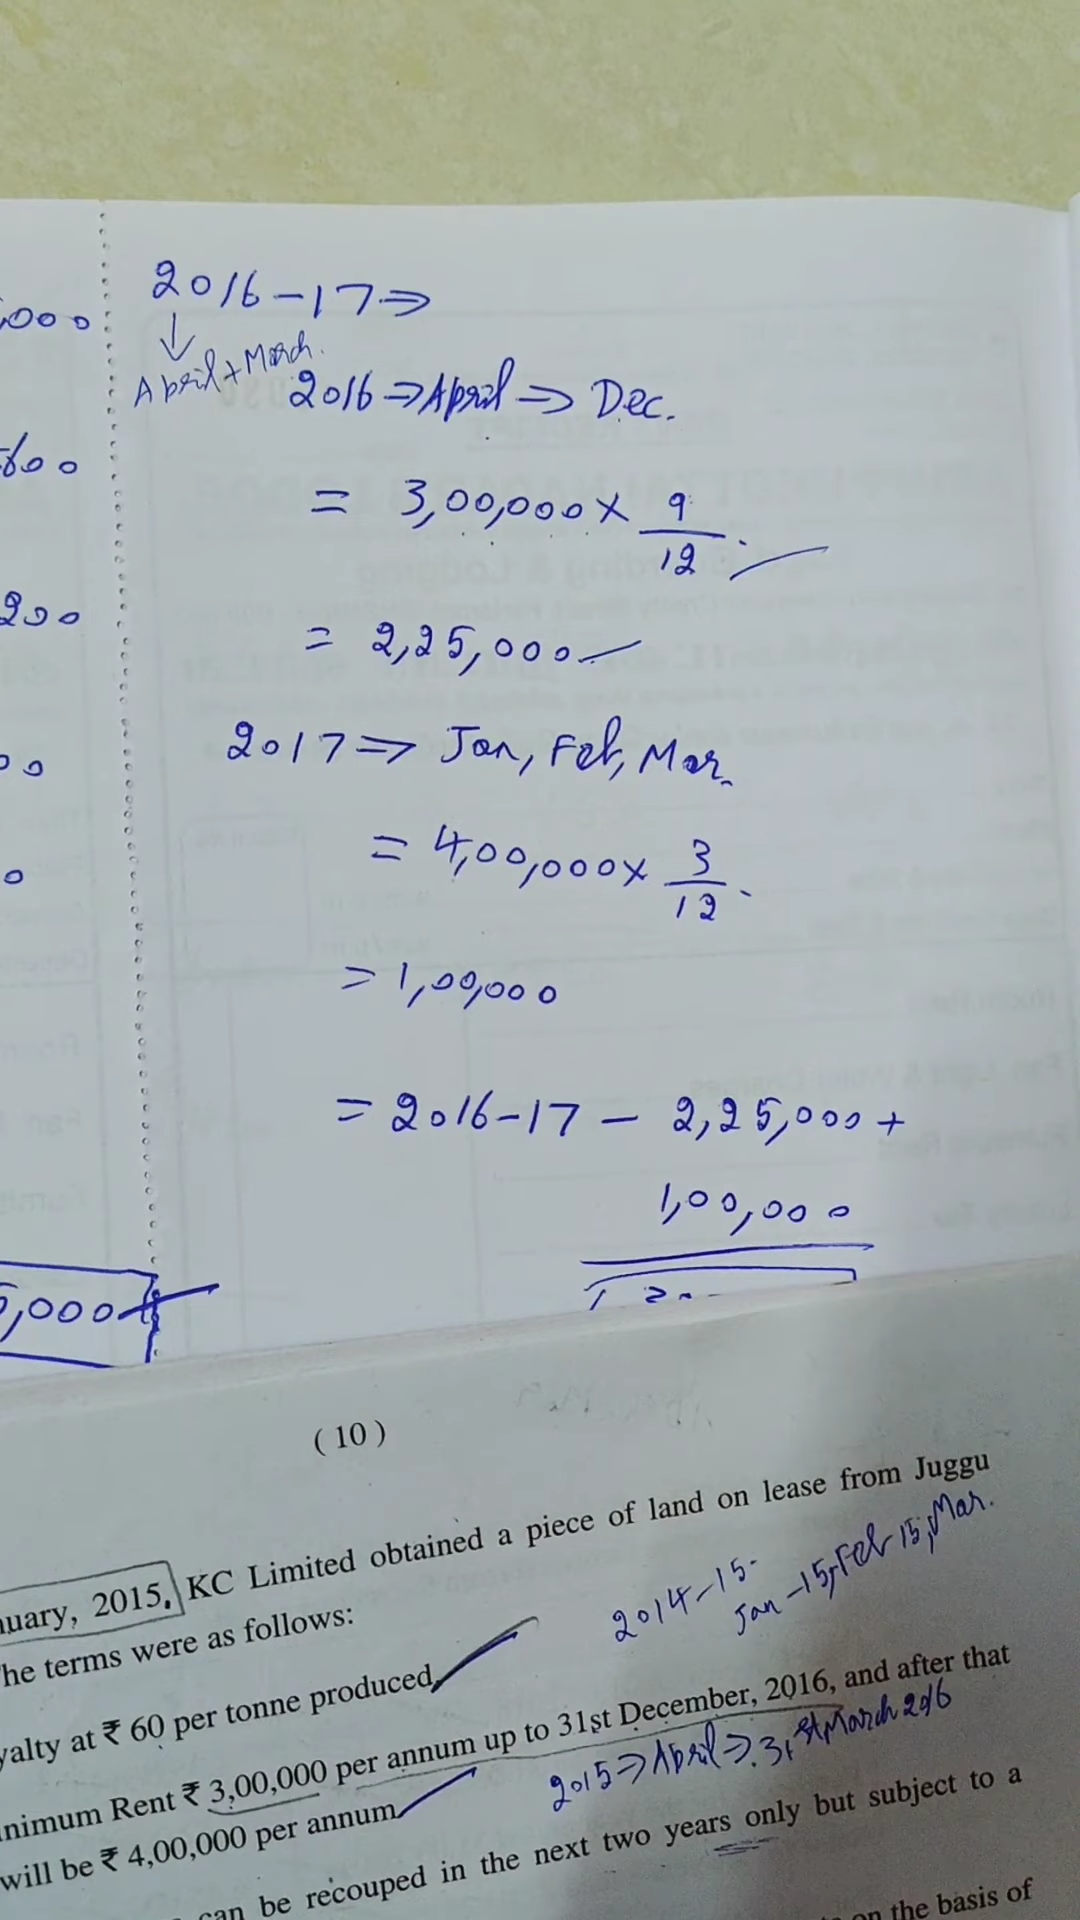 2016-17⇒
,000
↓
April + March.
2016⇒April⇒ Dec.
600
= 3,00,000 × 9/12.
200
= 2,25,000
2017⇒ Jan, Feb, Mar.
= 4,00,000 × 3/12.
= 1,00,000
= 2016-17 - 2,25,000 +
1,00,000
5,000
(10)
nuary, 2015, KC Limited obtained a piece of land on lease from Juggu
he terms were as follows:
2014-15-
Jan-15, Feb 15, Mar.
yalty at ₹ 60 per tonne produced
nimum Rent ₹ 3,00,000 per annum up to 31st December, 2016, and after that
will be ₹ 4,00,000 per annum
2015⇒April⇒31st March 2016
can be recouped in the next two years only but subject to a
on the basis of